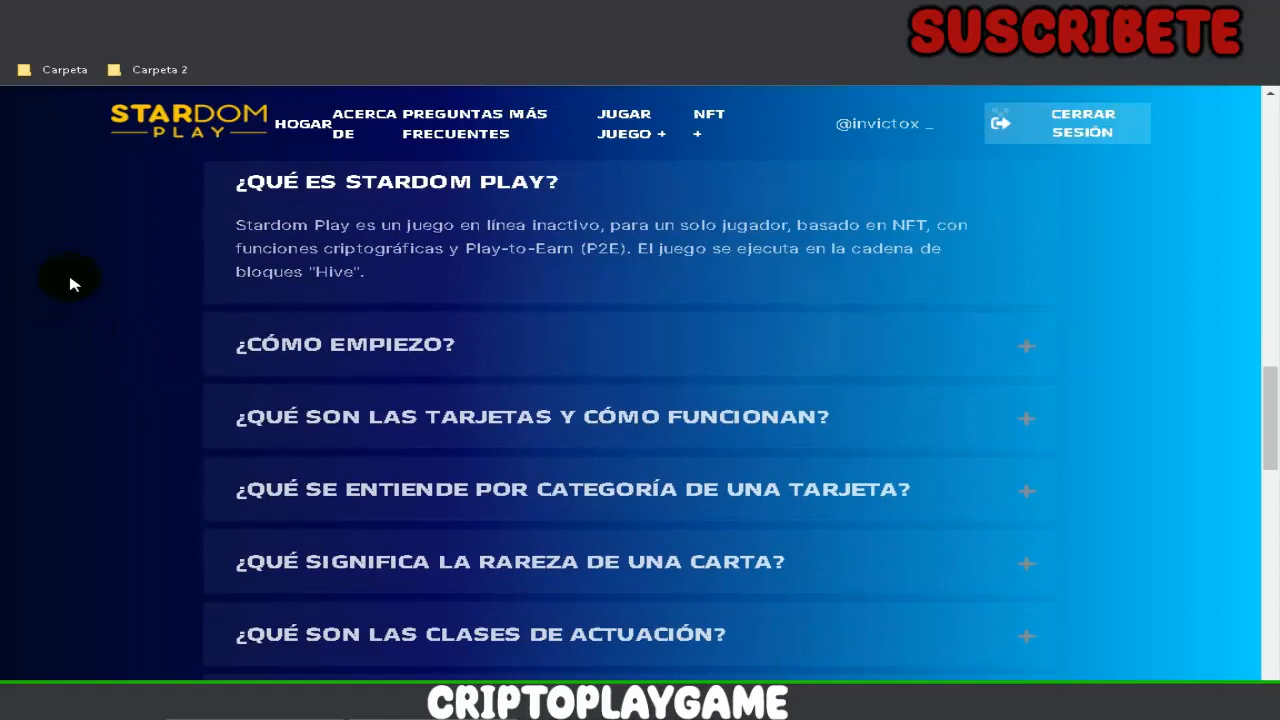 SUSCRIBETE
Carpeta
Carpeta 2
STARDOM
PLAY
HOGAR
ACERCA
DE
PREGUNTAS MÁS
FRECUENTES
JUGAR
JUEGO +
NFT
+
@invictox _
CERRAR
SESIÓN
¿QUÉ ES STARDOM PLAY?
Stardom Play es un juego en línea inactivo, para un solo jugador, basado en NFT, con
funciones criptográficas y Play-to-Earn (P2E). El juego se ejecuta en la cadena de
bloques "Hive".
¿CÓMO EMPIEZO?
¿QUÉ SON LAS TARJETAS Y CÓMO FUNCIONAN?
¿QUÉ SE ENTIENDE POR CATEGORÍA DE UNA TARJETA?
¿QUÉ SIGNIFICA LA RAREZA DE UNA CARTA?
¿QUÉ SON LAS CLASES DE ACTUACIÓN?
CRIPTOPLAYGAME